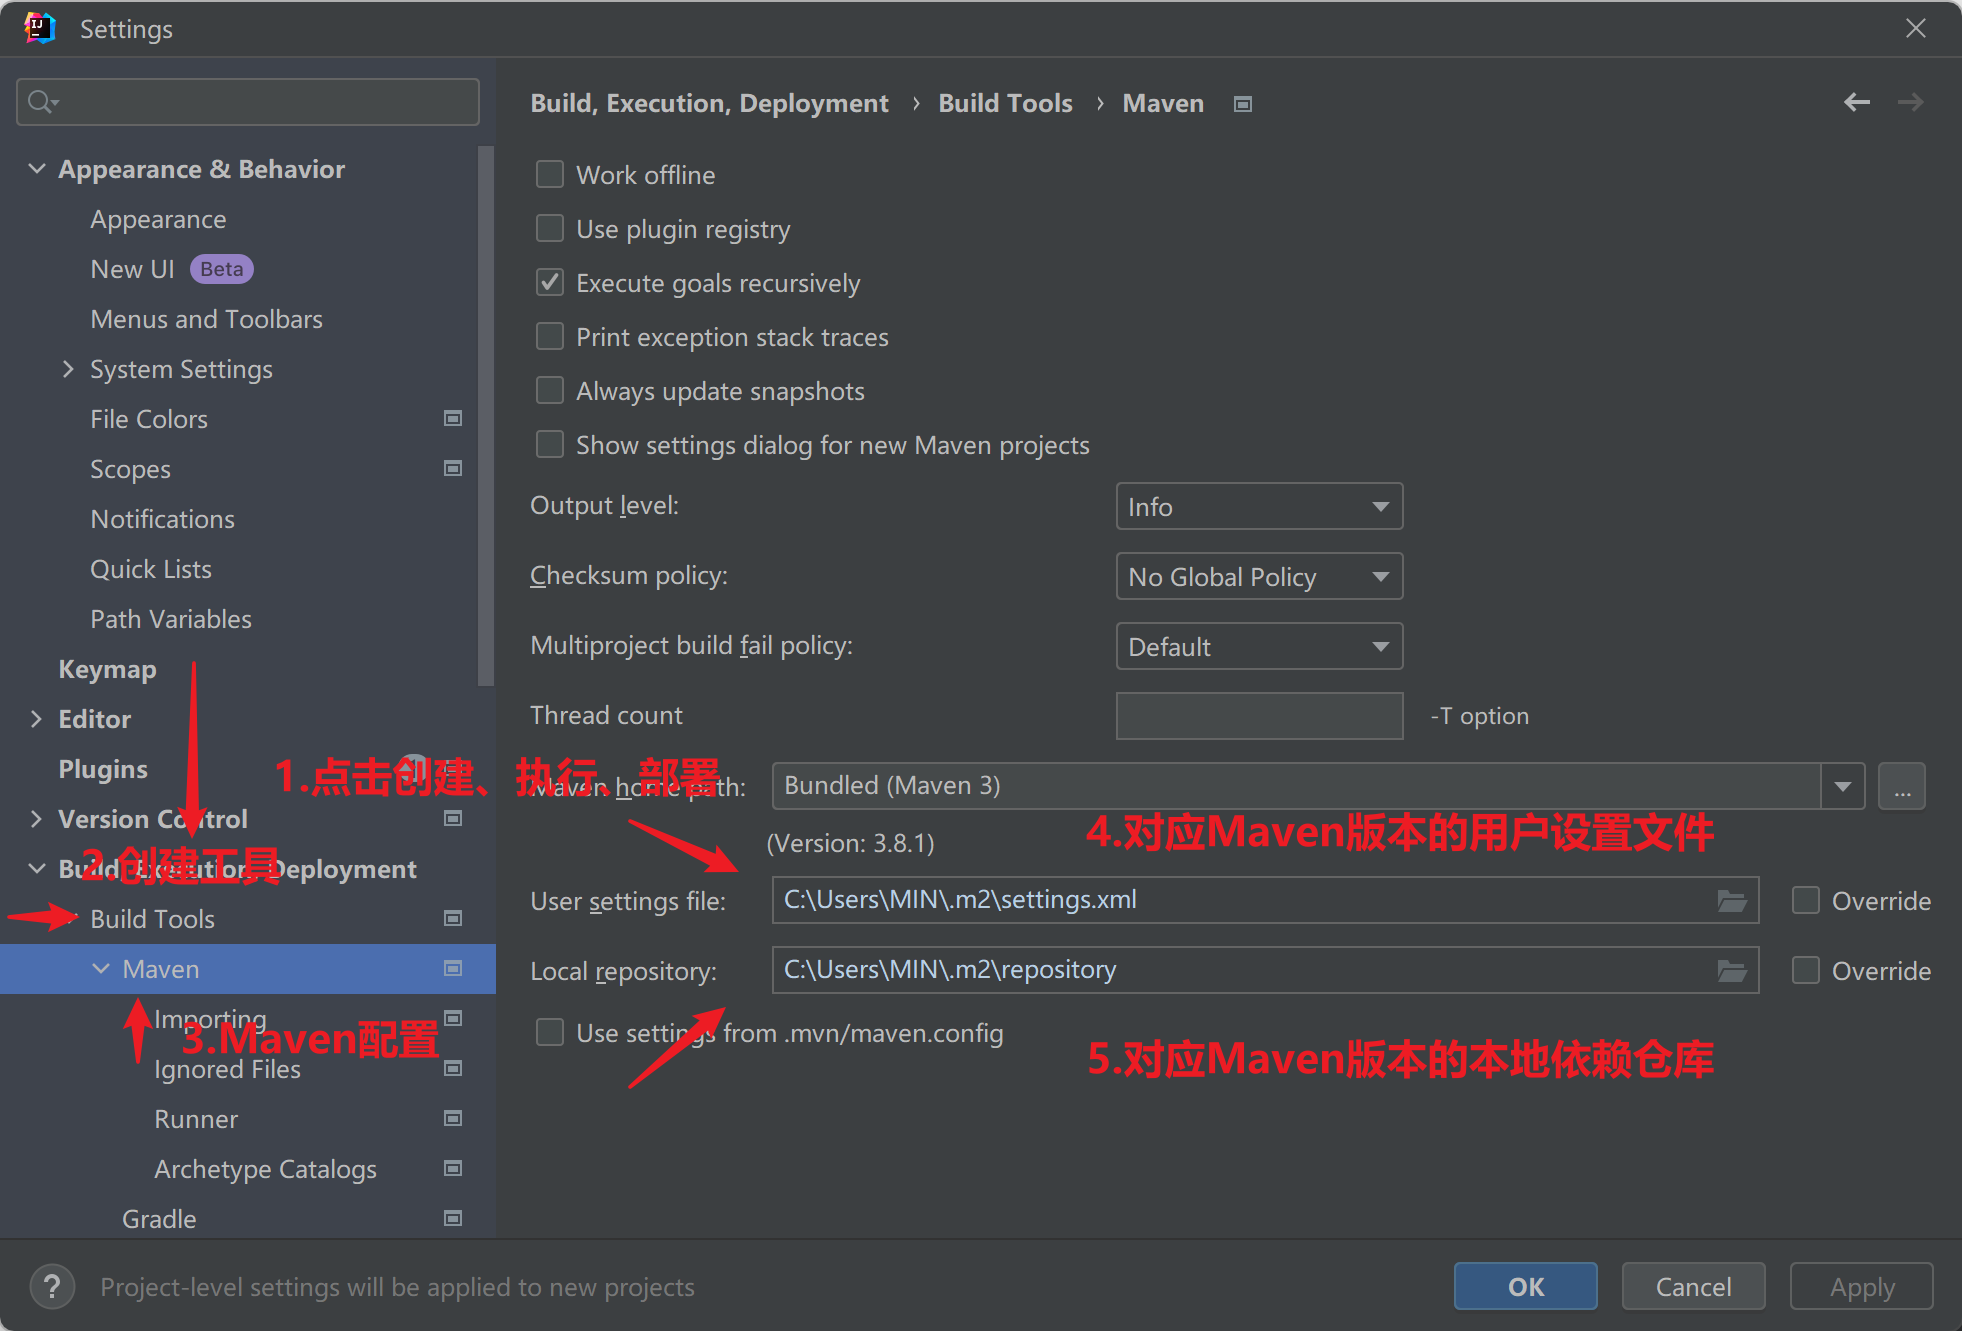 Settings
Appearance & Behavior
Appearance
New UI Beta
Menus and Toolbars
System Settings
File Colors
Scopes
Notifications
Quick Lists
Path Variables
Keymap
Editor
Plugins
Version Control
Build, Execution, Deployment
Build Tools
Maven
Importing
Ignored Files
Runner
Archetype Catalogs
Gradle
1.点击创建、执行、部署
2.创建工具
3.Maven配置
Build, Execution, Deployment › Build Tools › Maven
Work offline
Use plugin registry
Execute goals recursively
Print exception stack traces
Always update snapshots
Show settings dialog for new Maven projects
Output level: Info
Checksum policy: No Global Policy
Multiproject build fail policy: Default
Thread count -T option
Maven home path: Bundled (Maven 3) ...
(Version: 3.8.1)
4.对应Maven版本的用户设置文件
User settings file: C:\Users\MIN\.m2\settings.xml Override
Local repository: C:\Users\MIN\.m2\repository Override
Use settings from .mvn/maven.config
5.对应Maven版本的本地依赖仓库
? Project-level settings will be applied to new projects
OK Cancel Apply